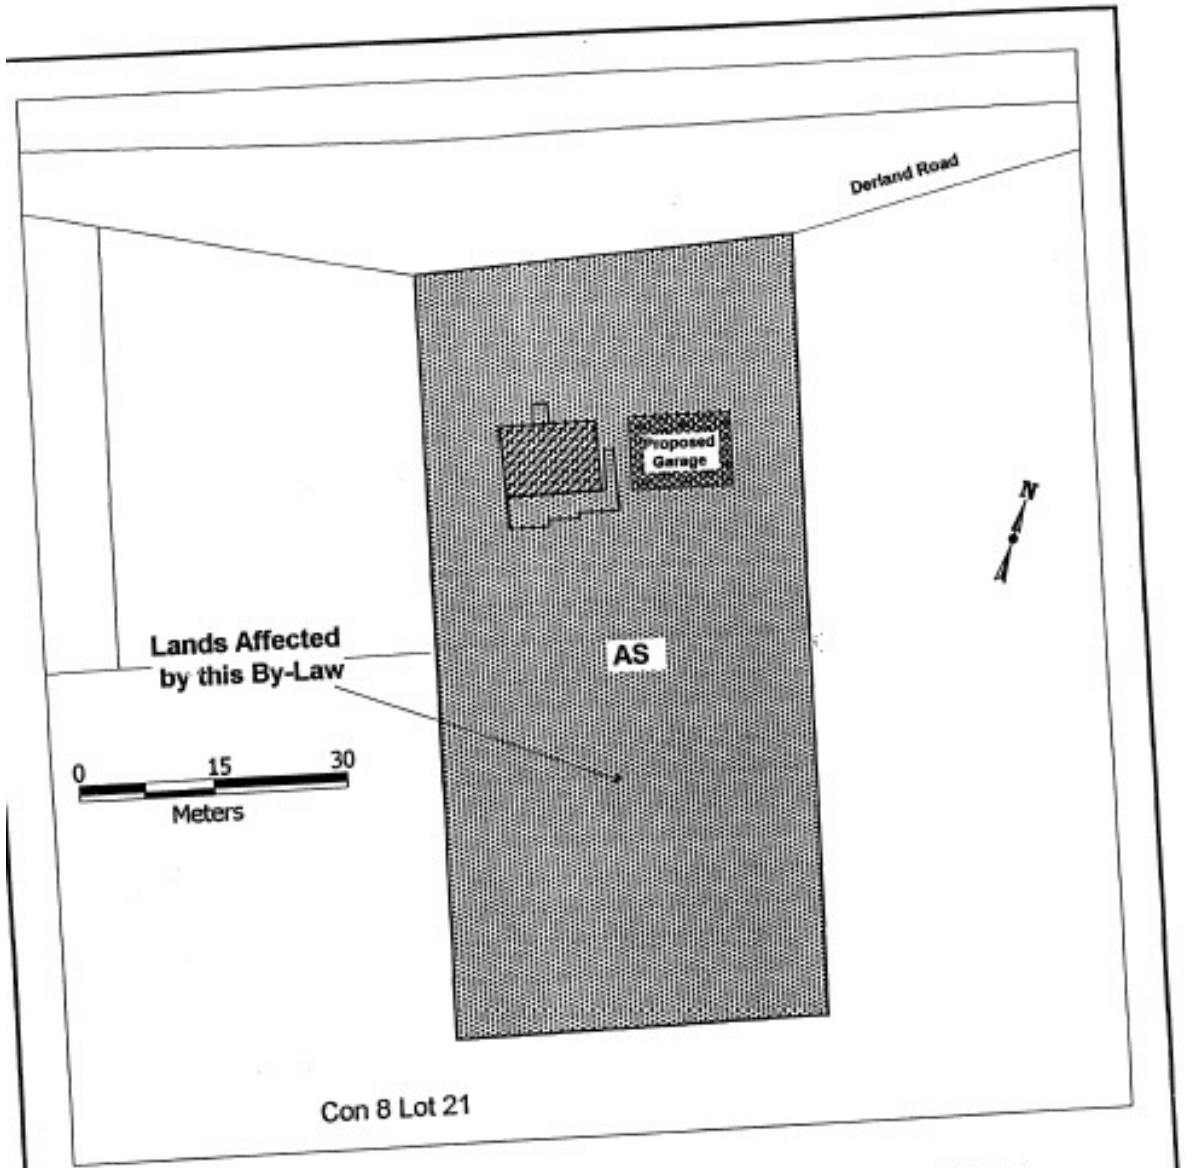 Derland Road
Proposed
Garage
N
Lands Affected
by this By-Law
AS
0 15 30
Meters
Con 8 Lot 21